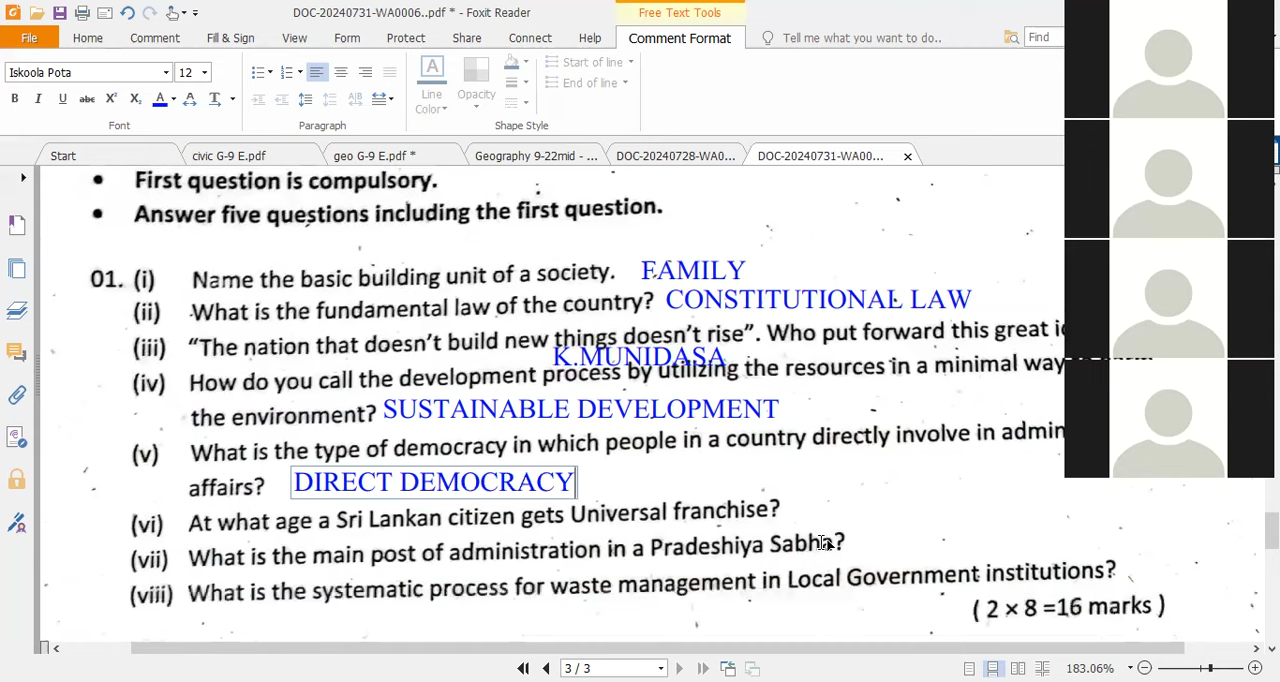 DOC-20240731-WA0006..pdf * - Foxit Reader
Free Text Tools
File Home Comment Fill & Sign View Form Protect Share Connect Help Comment Format Tell me what you want to do.. Find
Iskoola Pota 12
Start of line
End of line
B I U abc X² X₂ A
Line Color
Opacity
Font Paragraph Shape Style
Start civic G-9 E.pdf geo G-9 E.pdf * Geography 9-22mid - ... DOC-20240728-WA0... DOC-20240731-WA00...
• First question is compulsory.
• Answer five questions including the first question.
01. (i) Name the basic building unit of a society. FAMILY
(ii) What is the fundamental law of the country? CONSTITUTIONAL LAW
(iii) “The nation that doesn’t build new things doesn’t rise”. Who put forward this great
K.MUNIDASA
(iv) How do you call the development process by utilizing the resources in a minimal way
the environment? SUSTAINABLE DEVELOPMENT
(v) What is the type of democracy in which people in a country directly involve in admin
affairs? DIRECT DEMOCRACY
(vi) At what age a Sri Lankan citizen gets Universal franchise?
(vii) What is the main post of administration in a Pradeshiya Sabha?
(viii) What is the systematic process for waste management in Local Government institutions?
( 2 × 8 =16 marks )
3 / 3
183.06%